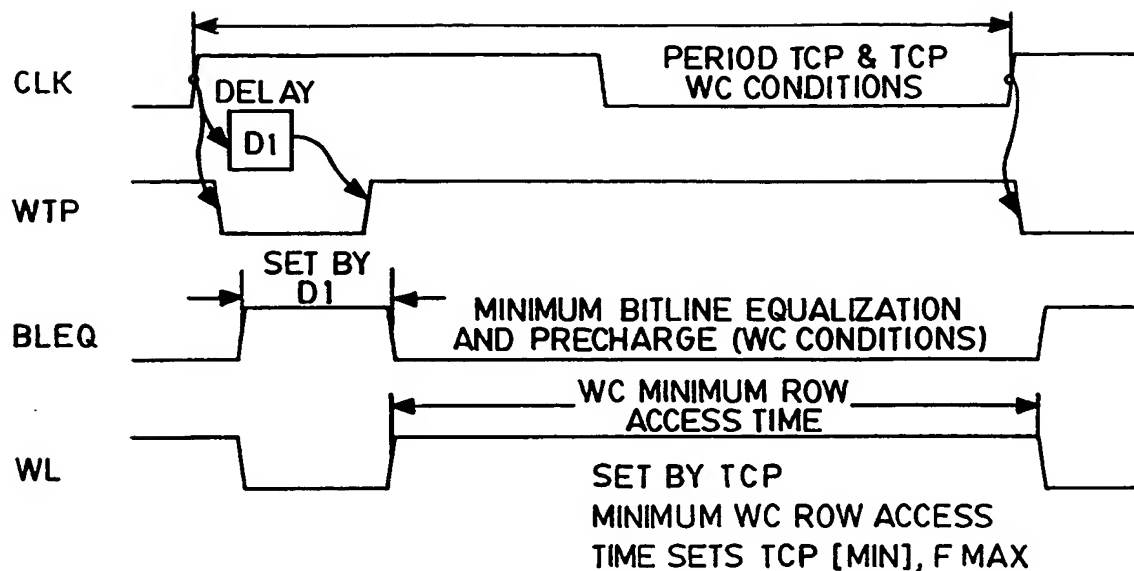 PERIOD TCP & TCP
WC CONDITIONS
CLK
DELAY
D1
WTP
SET BY
D1
MINIMUM BITLINE EQUALIZATION
AND PRECHARGE (WC CONDITIONS)
BLEQ
WC MINIMUM ROW
ACCESS TIME
WL
SET BY TCP
MINIMUM WC ROW ACCESS
TIME SETS TCP [MIN], F MAX